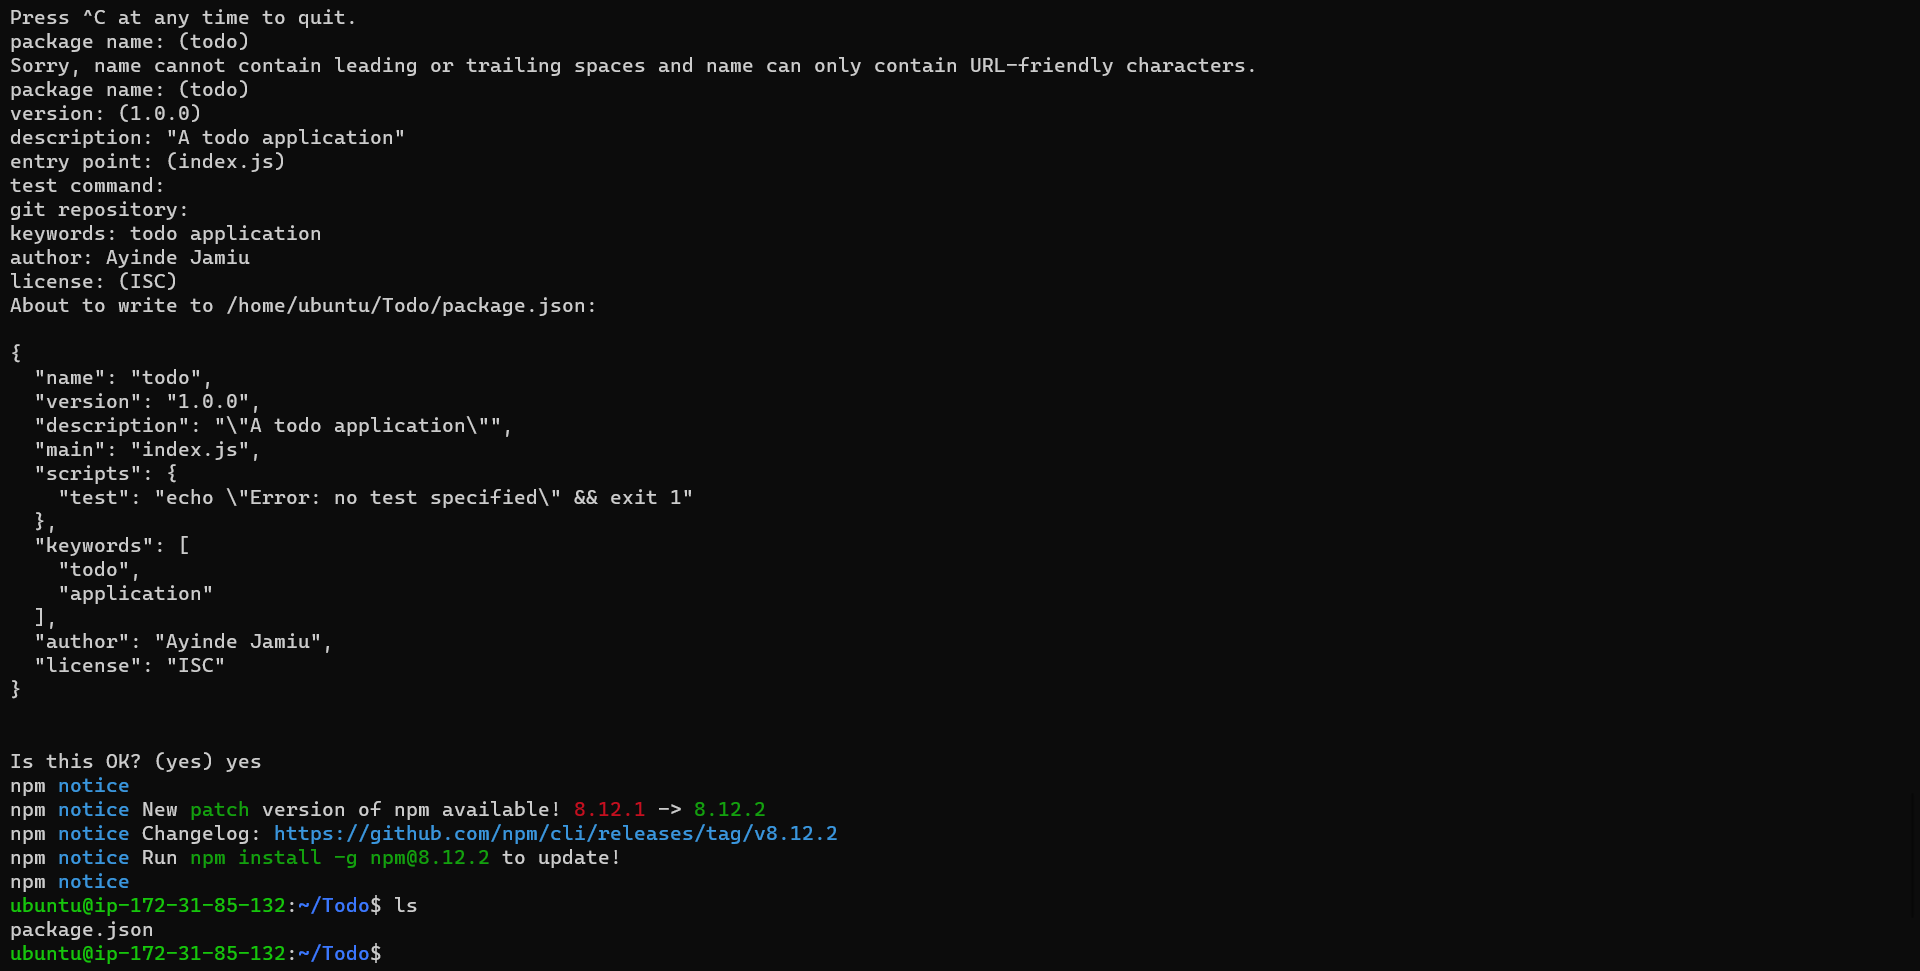 Press ^C at any time to quit.
package name: (todo)
Sorry, name cannot contain leading or trailing spaces and name can only contain URL-friendly characters.
package name: (todo)
version: (1.0.0)
description: "A todo application"
entry point: (index.js)
test command:
git repository:
keywords: todo application
author: Ayinde Jamiu
license: (ISC)
About to write to /home/ubuntu/Todo/package.json:

{
  "name": "todo",
  "version": "1.0.0",
  "description": "\"A todo application\"",
  "main": "index.js",
  "scripts": {
    "test": "echo \"Error: no test specified\" && exit 1"
  },
  "keywords": [
    "todo",
    "application"
  ],
  "author": "Ayinde Jamiu",
  "license": "ISC"
}

Is this OK? (yes) yes
npm notice
npm notice New patch version of npm available! 8.12.1 -> 8.12.2
npm notice Changelog: https://github.com/npm/cli/releases/tag/v8.12.2
npm notice Run npm install -g npm@8.12.2 to update!
npm notice
ubuntu@ip-172-31-85-132:~/Todo$ ls
package.json
ubuntu@ip-172-31-85-132:~/Todo$